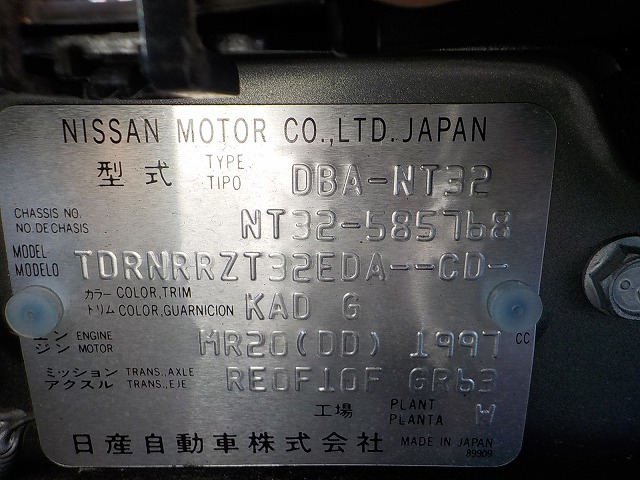 NISSAN MOTOR CO.,LTD. JAPAN
型式 TYPE TIPO DBA-NT32
CHASSIS NO. NO. DE CHASIS NT32-585768
MODEL MODELO TDRNRRZT32EDA--CD-
カラー COLOR,TRIM トリム COLOR,GUARNICION KAD G
エンジン ENGINE MOTOR MR20(DD) 1997 CC
ミッション アクスル TRANS.,AXLE TRANS.,EJE RE0F10F GR63
工場 PLANT PLANTA W
日産自動車株式会社 MADE IN JAPAN
89909